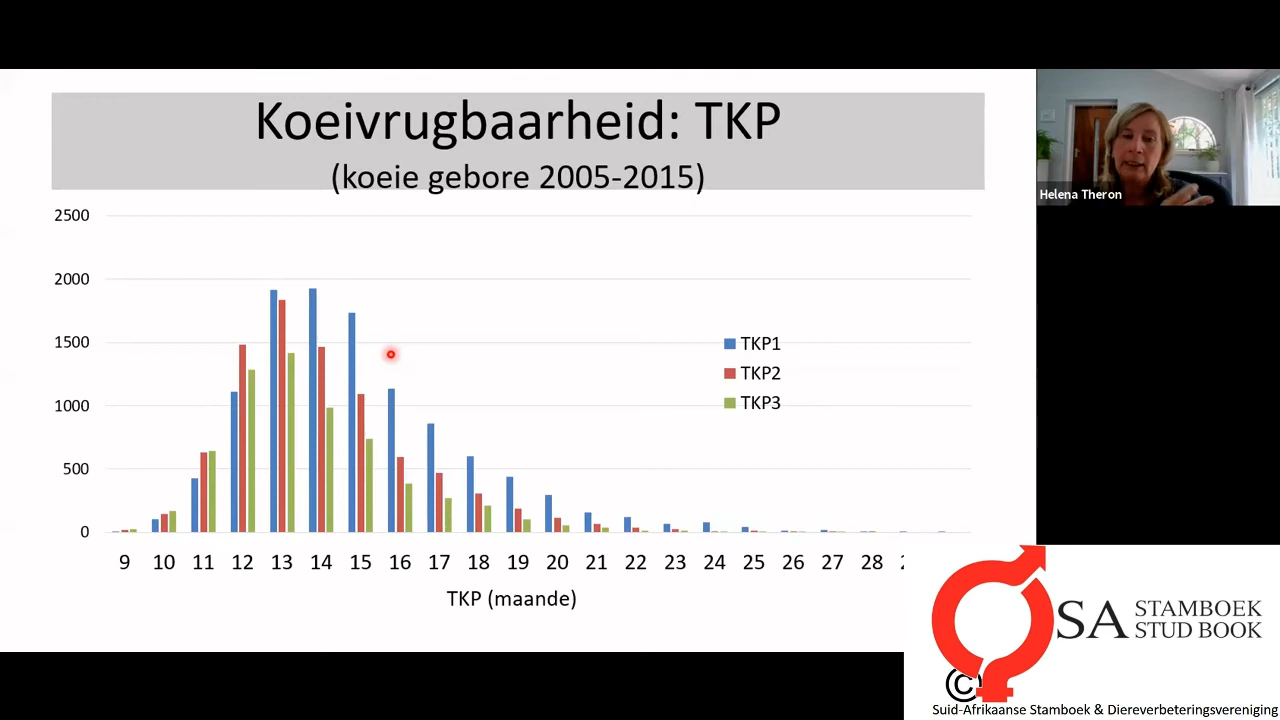 Koeivrugbaarheid: TKP
(koeie gebore 2005-2015)
Helena Theron
2500
2000
1500
1000
500
0
TKP1
TKP2
TKP3
9 10 11 12 13 14 15 16 17 18 19 20 21 22 23 24 25 26 27 28
TKP (maande)
SA STAMBOEK
STUD BOOK
©
Suid-Afrikaanse Stamboek & Diereverbeteringsvereniging